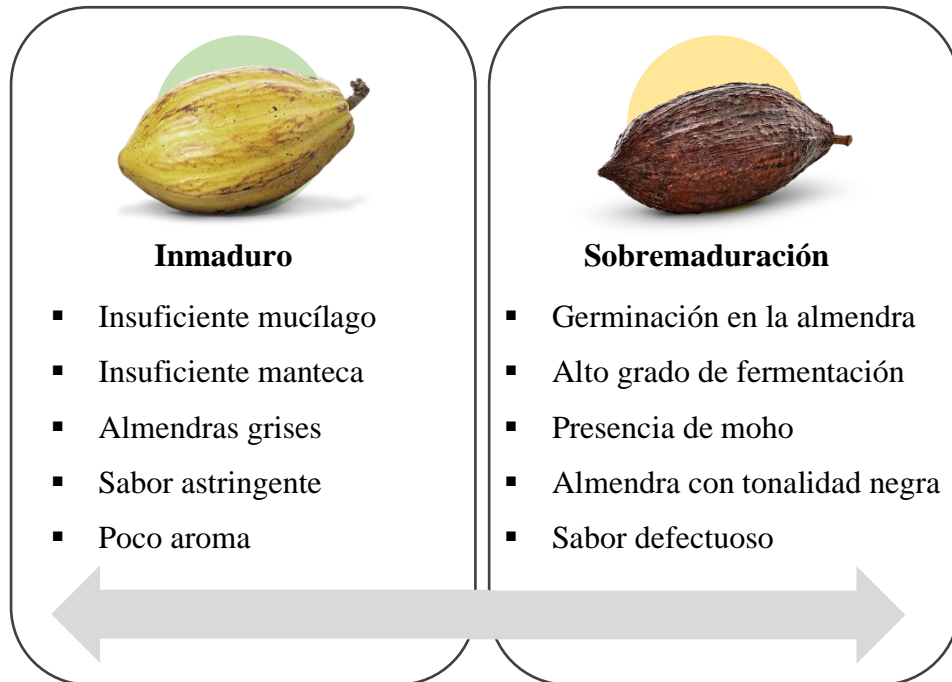 Inmaduro
▪ Insuficiente mucílago
▪ Insuficiente manteca
▪ Almendras grises
▪ Sabor astringente
▪ Poco aroma
Sobremaduración
▪ Germinación en la almendra
▪ Alto grado de fermentación
▪ Presencia de moho
▪ Almendra con tonalidad negra
▪ Sabor defectuoso